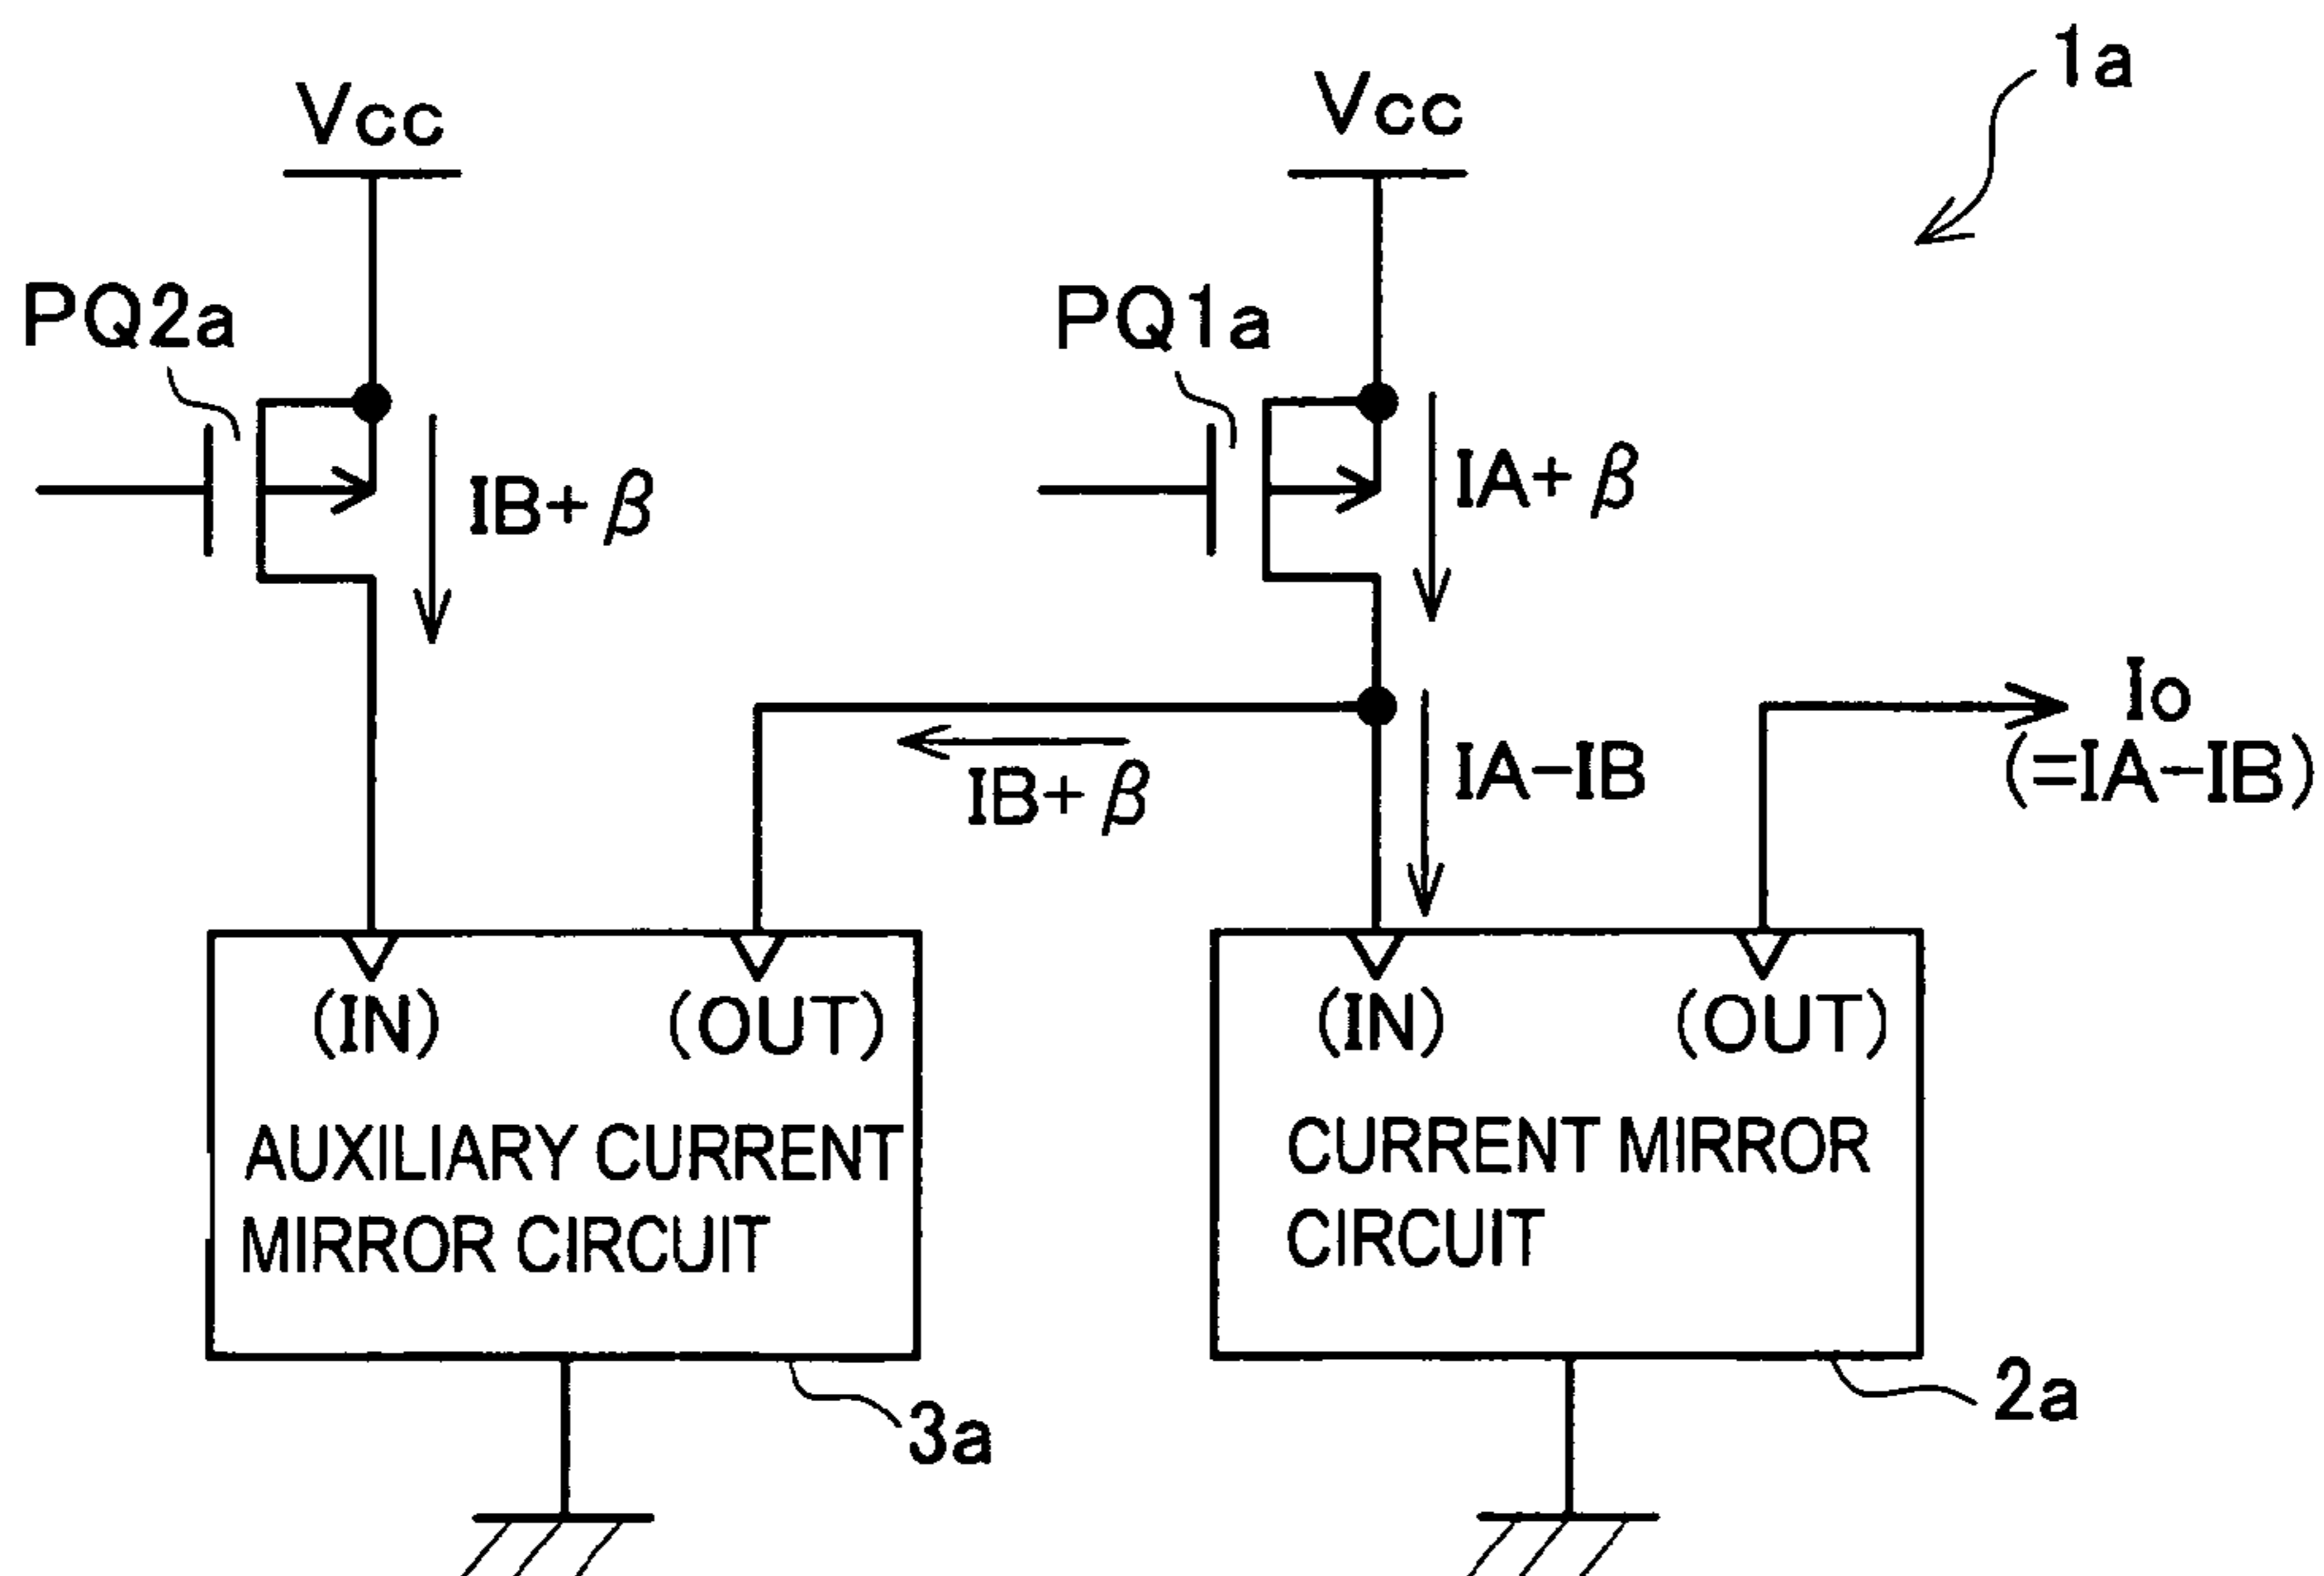 1a
Vcc
Vcc
PQ2a
PQ1a
IB+β
IA+β
IB+β
IA−IB
Io
(=IA−IB)
(IN)
(OUT)
(IN)
(OUT)
AUXILIARY CURRENT
MIRROR CIRCUIT
CURRENT MIRROR
CIRCUIT
3a
2a